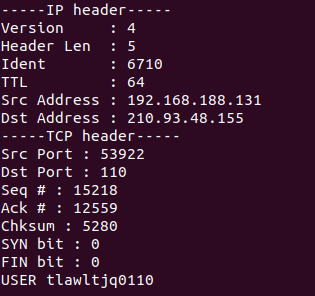 -----IP header-----
Version     : 4
Header Len  : 5
Ident       : 6710
TTL         : 64
Src Address : 192.168.188.131
Dst Address : 210.93.48.155
-----TCP header-----
Src Port : 53922
Dst Port : 110
Seq # : 15218
Ack # : 12559
Chksum : 5280
SYN bit : 0
FIN bit : 0
USER tlawltjq0110